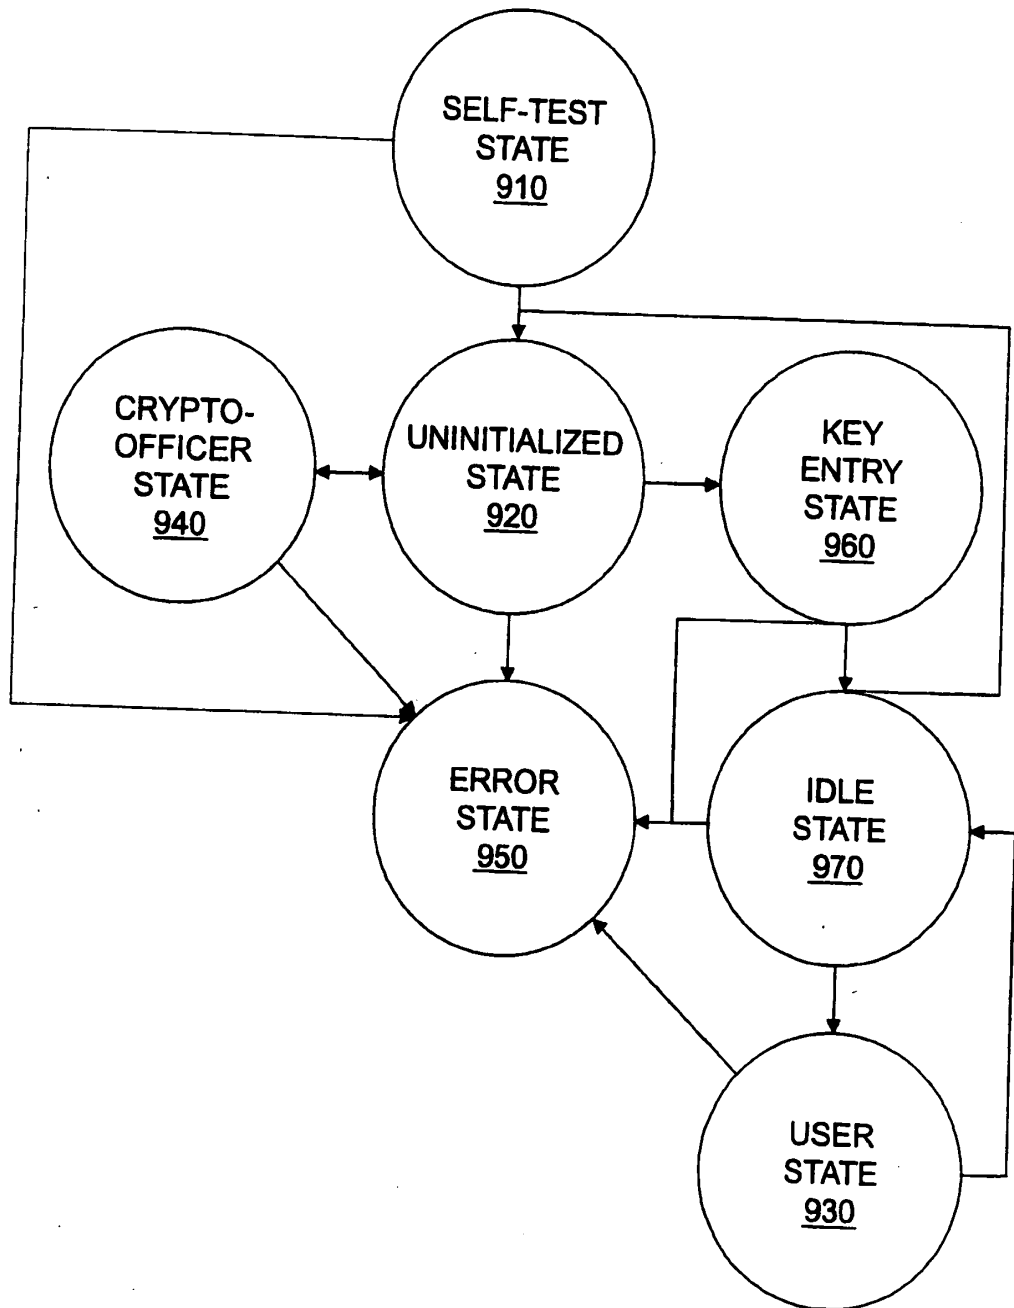 SELF-TEST
STATE
910
CRYPTO-
OFFICER
STATE
940
UNINITIALIZED
STATE
920
KEY
ENTRY
STATE
960
ERROR
STATE
950
IDLE
STATE
970
USER
STATE
930